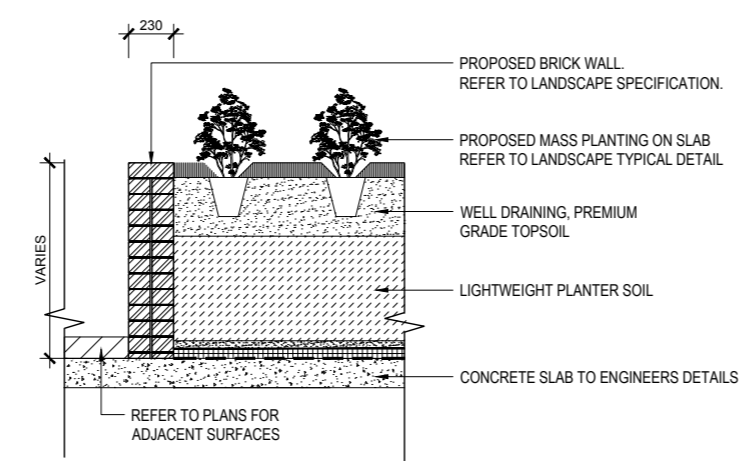 230
PROPOSED BRICK WALL.
REFER TO LANDSCAPE SPECIFICATION.
PROPOSED MASS PLANTING ON SLAB
REFER TO LANDSCAPE TYPICAL DETAIL
WELL DRAINING, PREMIUM
GRADE TOPSOIL
VARIES
LIGHTWEIGHT PLANTER SOIL
CONCRETE SLAB TO ENGINEERS DETAILS
REFER TO PLANS FOR
ADJACENT SURFACES